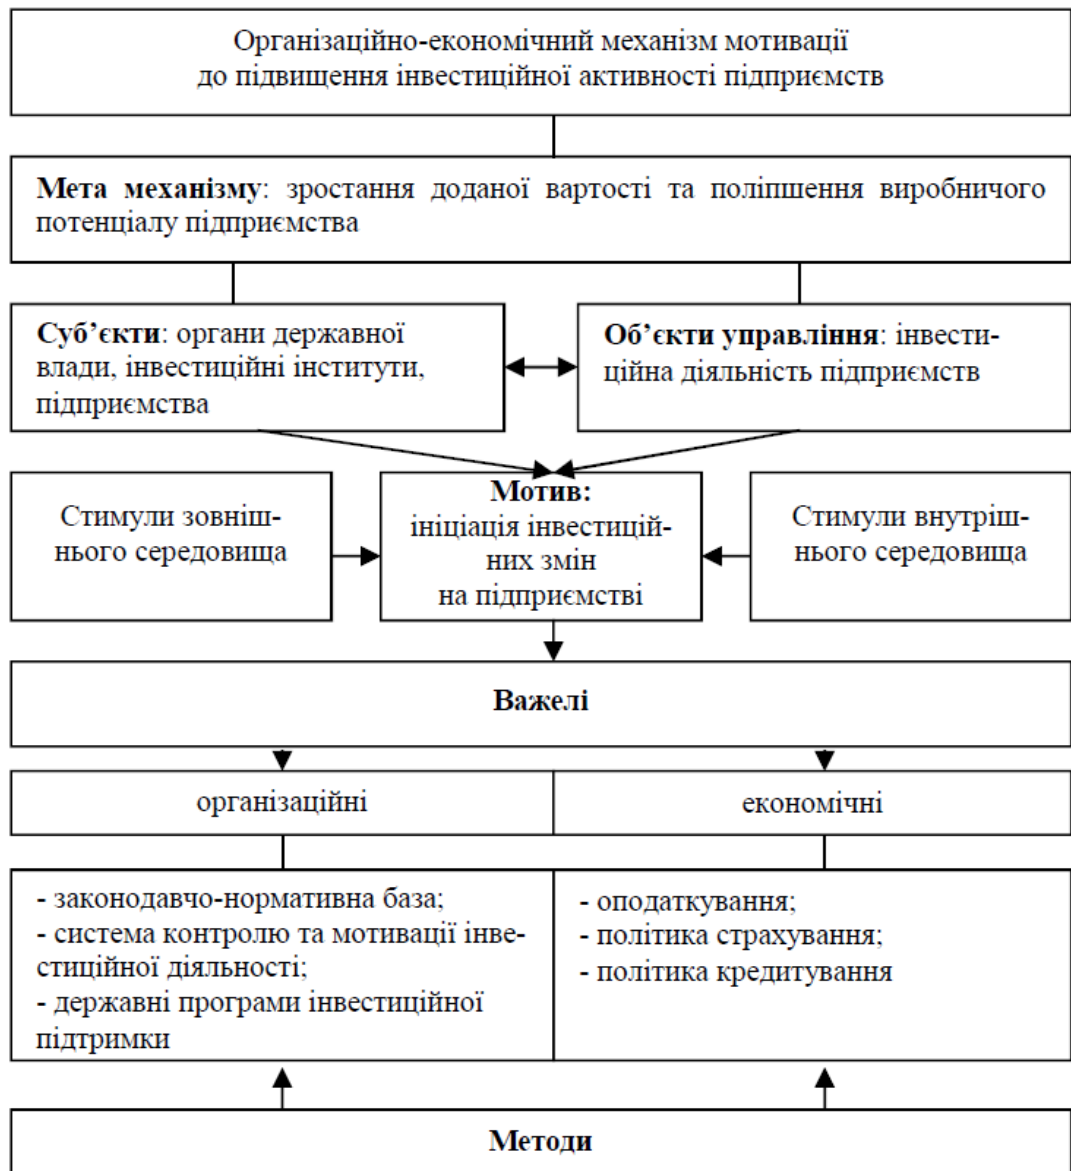 Організаційно-економічний механізм мотивації
до підвищення інвестиційної активності підприємств
Мета механізму: зростання доданої вартості та поліпшення виробничого
потенціалу підприємства
Суб’єкти: органи державної
влади, інвестиційні інститути,
підприємства
Об’єкти управління: інвести-
ційна діяльність підприємств
Стимули зовніш-
нього середовища
Мотив:
ініціація інвестицій-
них змін
на підприємстві
Стимули внутріш-
нього середовища
Важелі
організаційні
економічні
- законодавчо-нормативна база;
- система контролю та мотивації інве-
стиційної діяльності;
- державні програми інвестиційної
підтримки
- оподаткування;
- політика страхування;
- політика кредитування
Методи